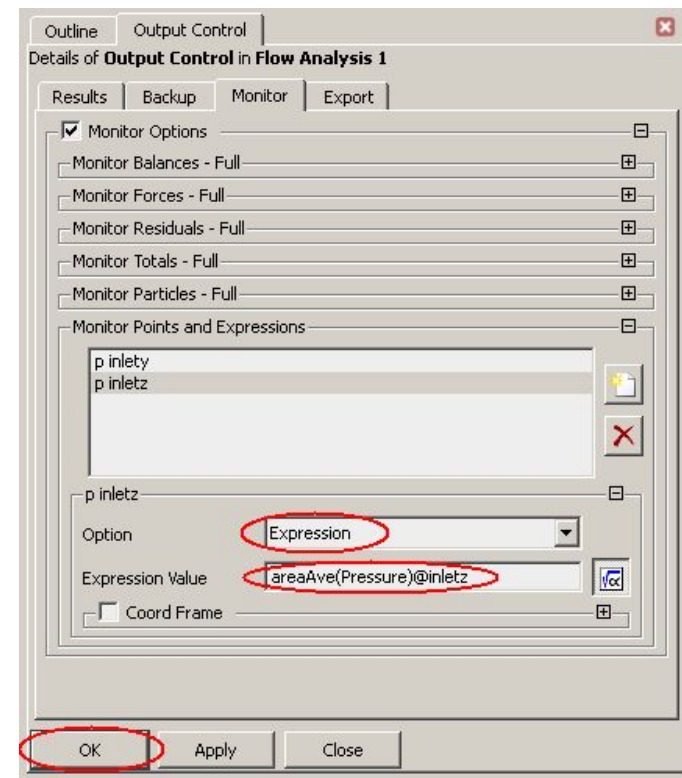 Outline Output Control
Details of Output Control in Flow Analysis 1
Results Backup Monitor Export
Monitor Options
Monitor Balances - Full
Monitor Forces - Full
Monitor Residuals - Full
Monitor Totals - Full
Monitor Particles - Full
Monitor Points and Expressions
p inlety
p inletz
p inletz
Option Expression
Expression Value areaAve(Pressure)@inletz
Coord Frame
OK Apply Close